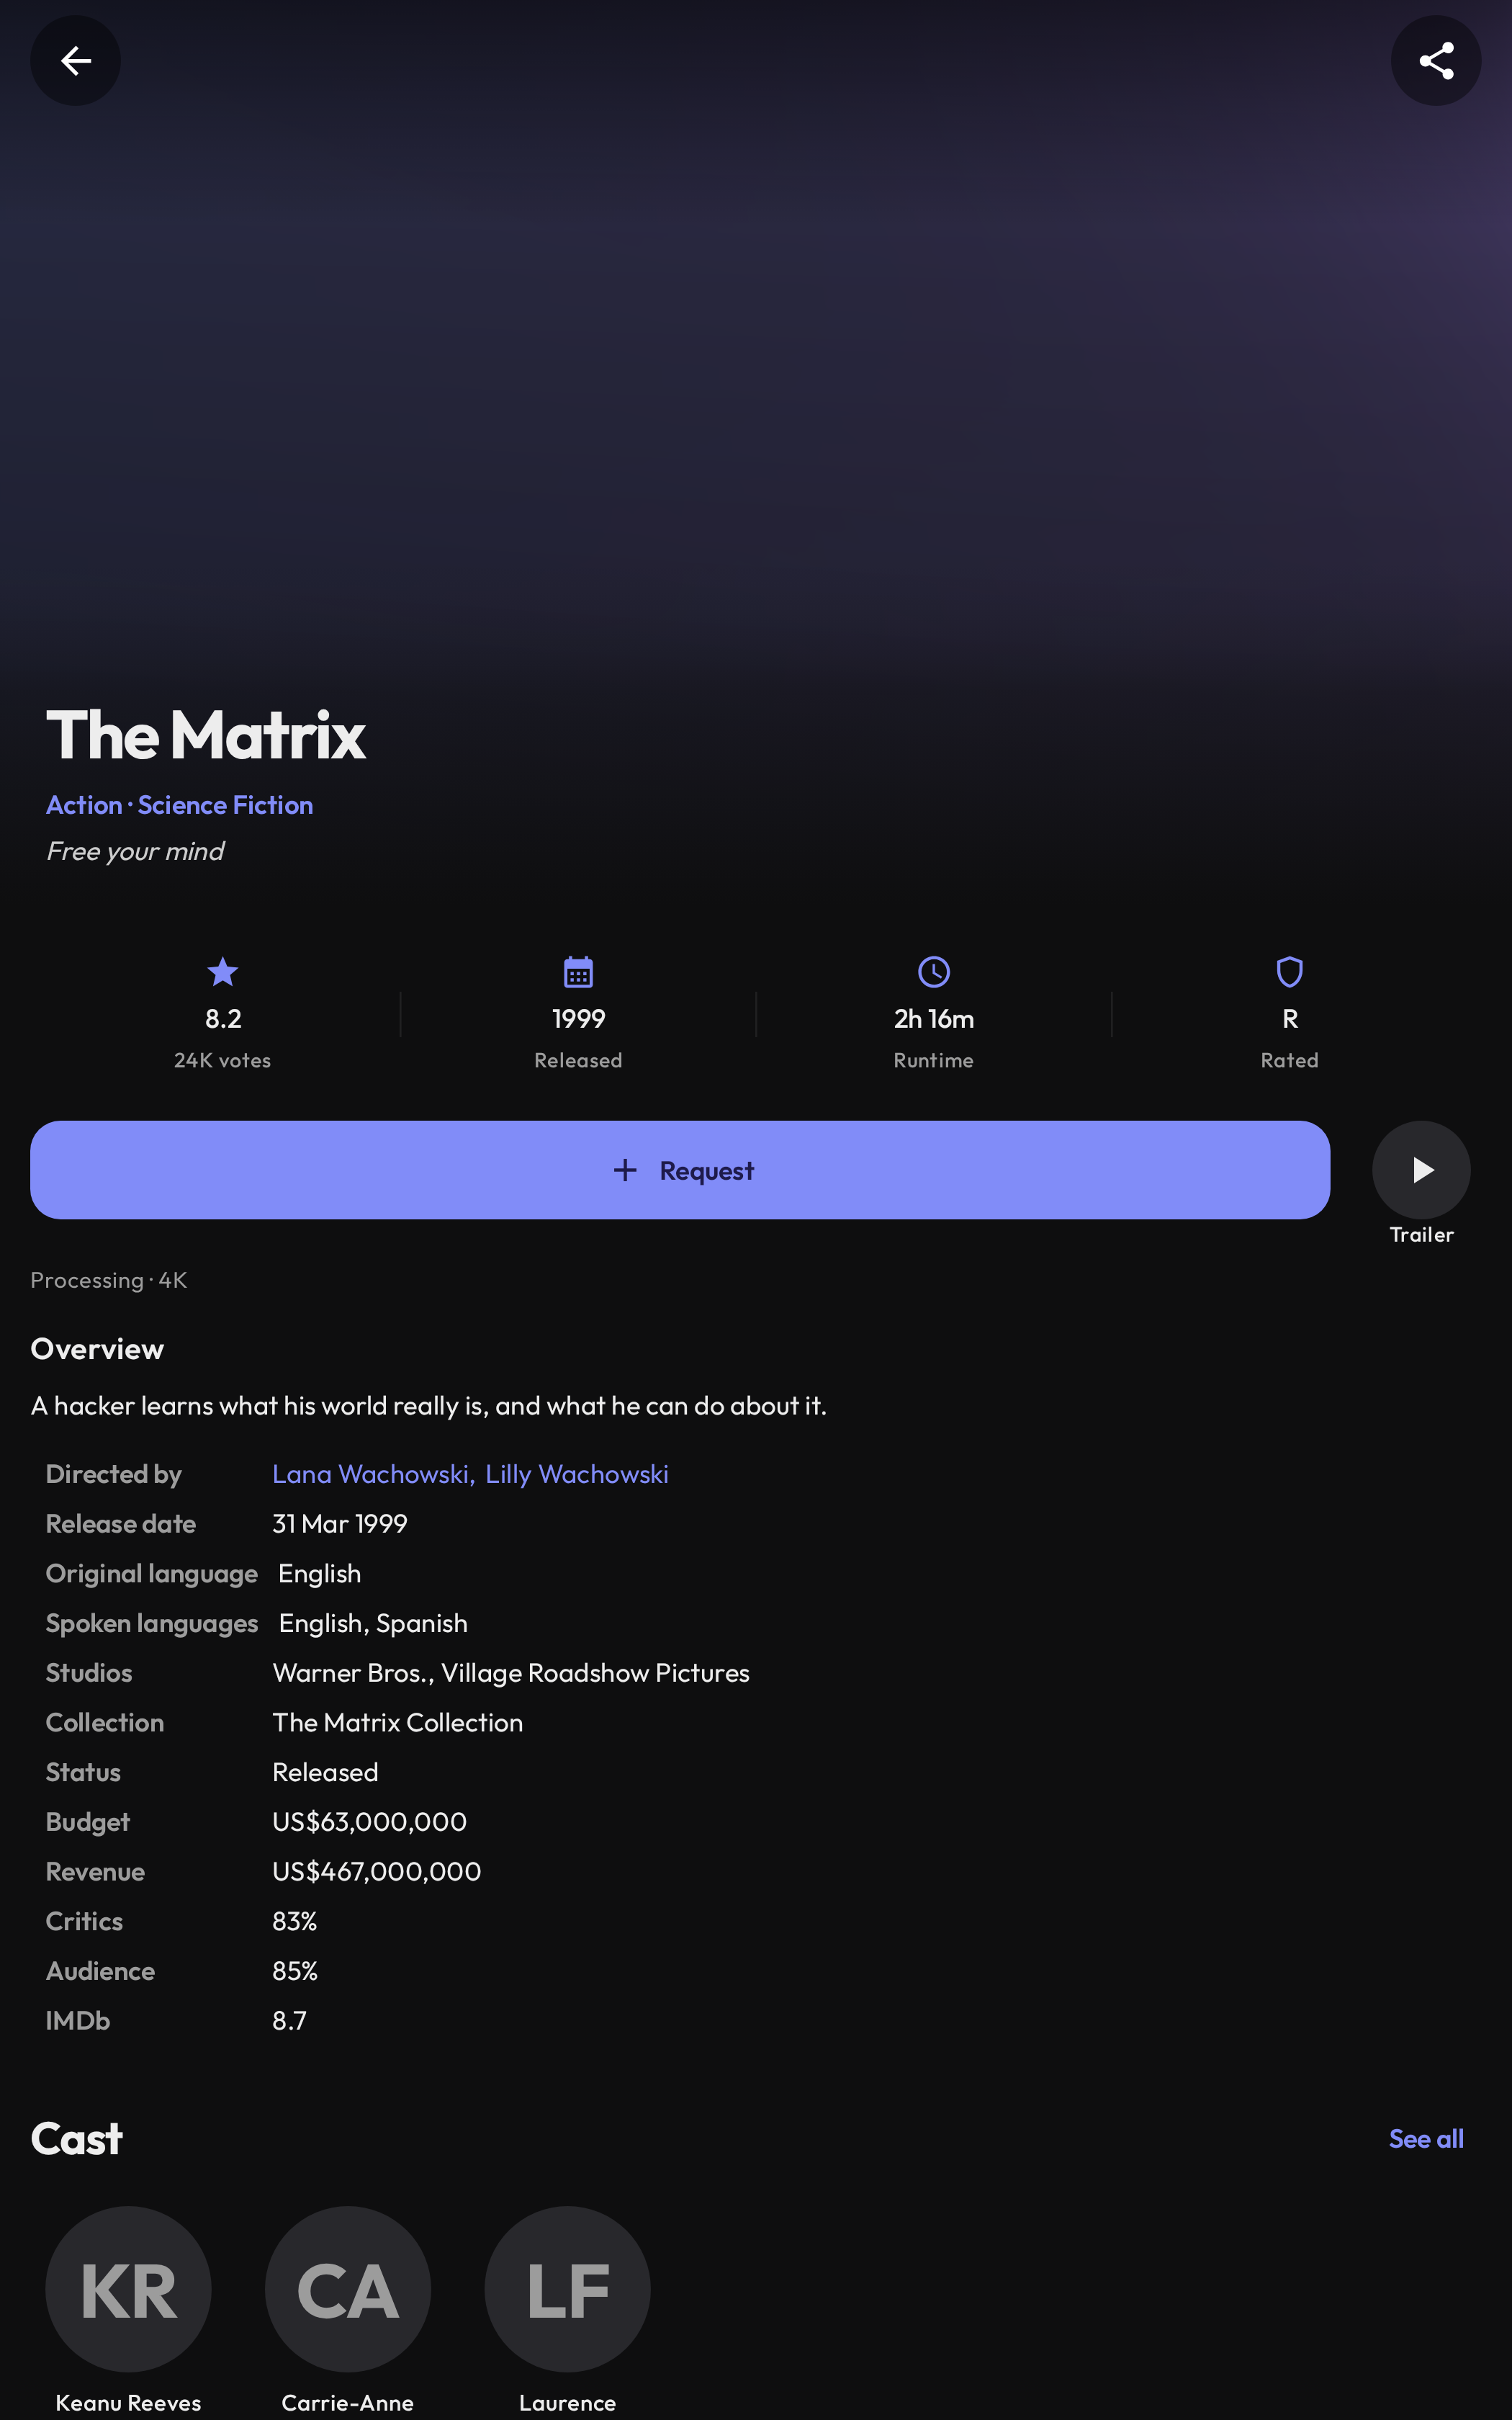 The Matrix
Action · Science Fiction
Free your mind
8.2
24K votes
1999
Released
2h 16m
Runtime
R
Rated
Request
Trailer
Processing · 4K
Overview
A hacker learns what his world really is, and what he can do about it.
Directed by Lana Wachowski, Lilly Wachowski
Release date 31 Mar 1999
Original language English
Spoken languages English, Spanish
Studios Warner Bros., Village Roadshow Pictures
Collection The Matrix Collection
Status Released
Budget US$63,000,000
Revenue US$467,000,000
Critics 83%
Audience 85%
IMDb 8.7
Cast See all
KR CA LF
Keanu Reeves Carrie-Anne Laurence